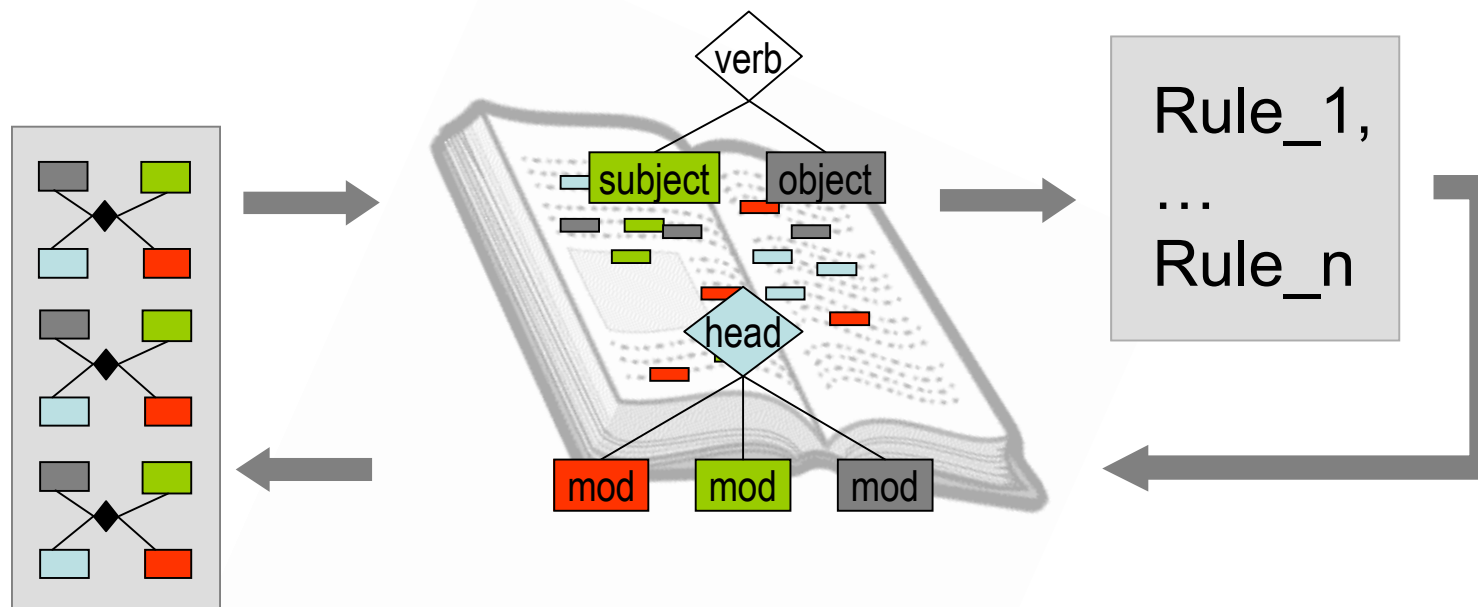 verb
subject
object
head
mod
mod
mod
Rule_1,
…
Rule_n